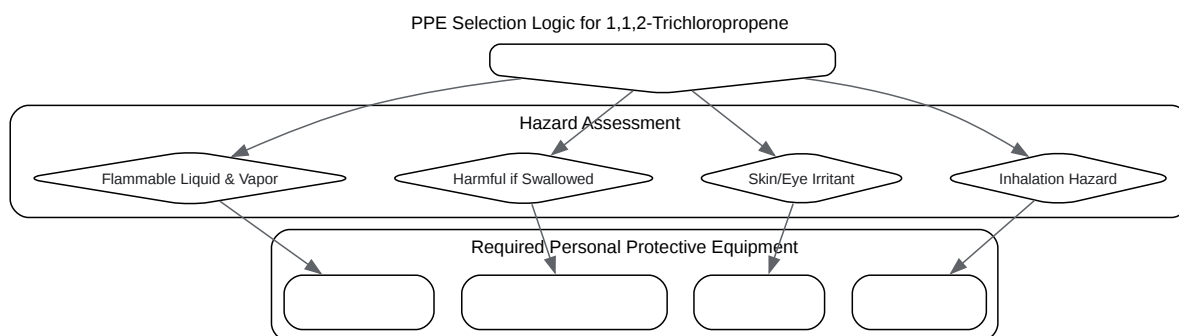 PPE Selection Logic for 1,1,2-Trichloropropene
Hazard Assessment
Flammable Liquid & Vapor
Harmful if Swallowed
Skin/Eye Irritant
Inhalation Hazard
Required Personal Protective Equipment